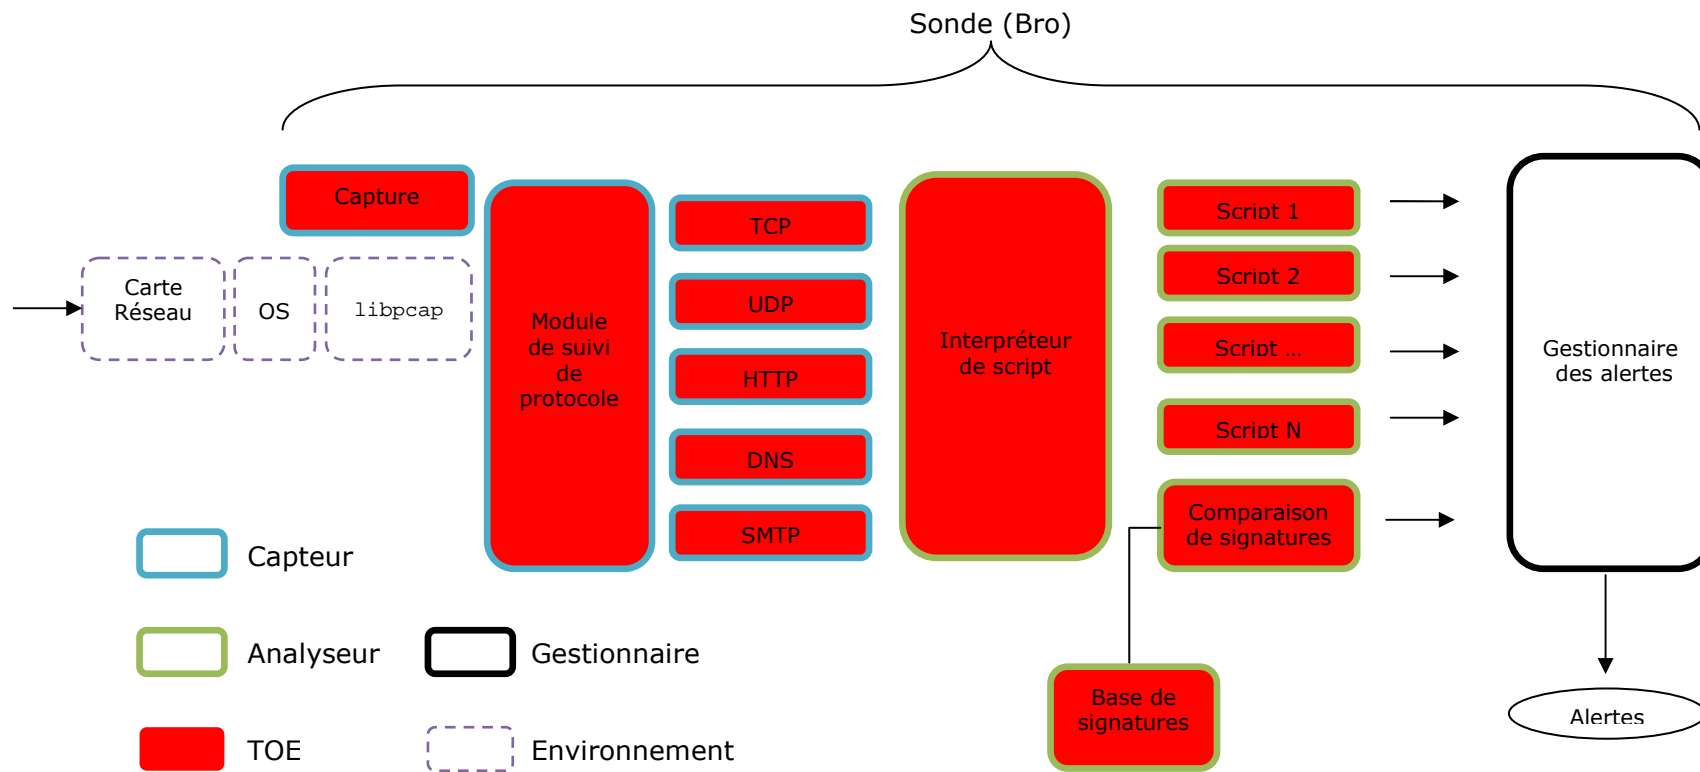 Sonde (Bro)
Capture
Carte
Réseau
OS
libpcap
Module
de suivi
de
protocole
TCP
UDP
HTTP
DNS
SMTP
Interpréteur
de script
Script 1
Script 2
Script ...
Script N
Comparaison
de signatures
Base de
signatures
Gestionnaire
des alertes
Alertes
Capteur
Analyseur
Gestionnaire
TOE
Environnement